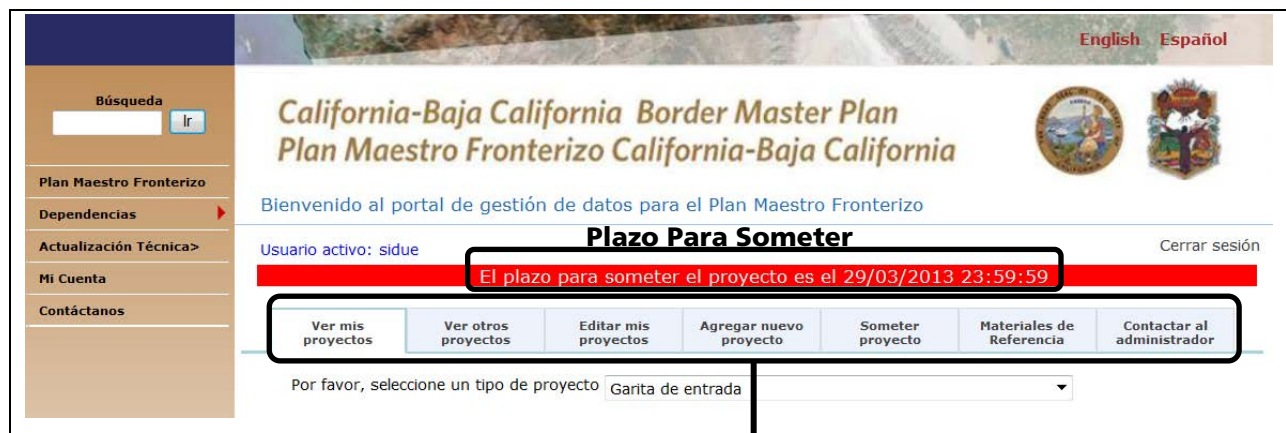 English Español
Búsqueda
Ir
California-Baja California Border Master Plan
Plan Maestro Fronterizo California-Baja California
Plan Maestro Fronterizo
Dependencias
Actualización Técnica>
Mi Cuenta
Contáctanos
Bienvenido al portal de gestión de datos para el Plan Maestro Fronterizo
Usuario activo: sidue
Plazo Para Someter
Cerrar sesión
El plazo para someter el proyecto es el 29/03/2013 23:59:59
Ver mis
proyectos
Ver otros
proyectos
Editar mis
proyectos
Agregar nuevo
proyecto
Someter
proyecto
Materiales de
Referencia
Contactar al
administrador
Por favor, seleccione un tipo de proyecto Garita de entrada